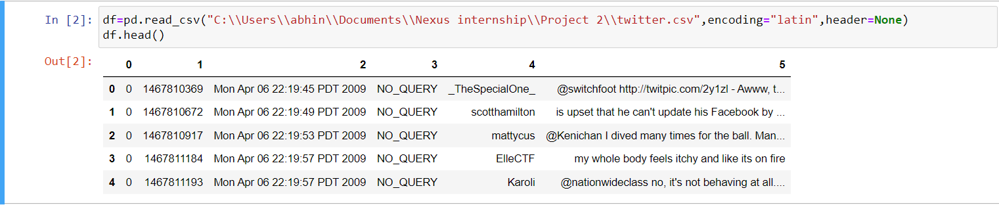 In [2]: df=pd.read_csv("C:\\Users\\abhin\\Documents\\Nexus internship\\Project 2\\twitter.csv",encoding="latin",header=None)
df.head()
Out[2]:
0 1 2 3 4 5
0 0 1467810369 Mon Apr 06 22:19:45 PDT 2009 NO_QUERY _TheSpecialOne_ @switchfoot http://twitpic.com/2y1zl - Awww, t...
1 0 1467810672 Mon Apr 06 22:19:49 PDT 2009 NO_QUERY scotthamilton is upset that he can't update his Facebook by ...
2 0 1467810917 Mon Apr 06 22:19:53 PDT 2009 NO_QUERY mattycus @Kenichan I dived many times for the ball. Man...
3 0 1467811184 Mon Apr 06 22:19:57 PDT 2009 NO_QUERY ElleCTF my whole body feels itchy and like its on fire
4 0 1467811193 Mon Apr 06 22:19:57 PDT 2009 NO_QUERY Karoli @nationwideclass no, it's not behaving at all....